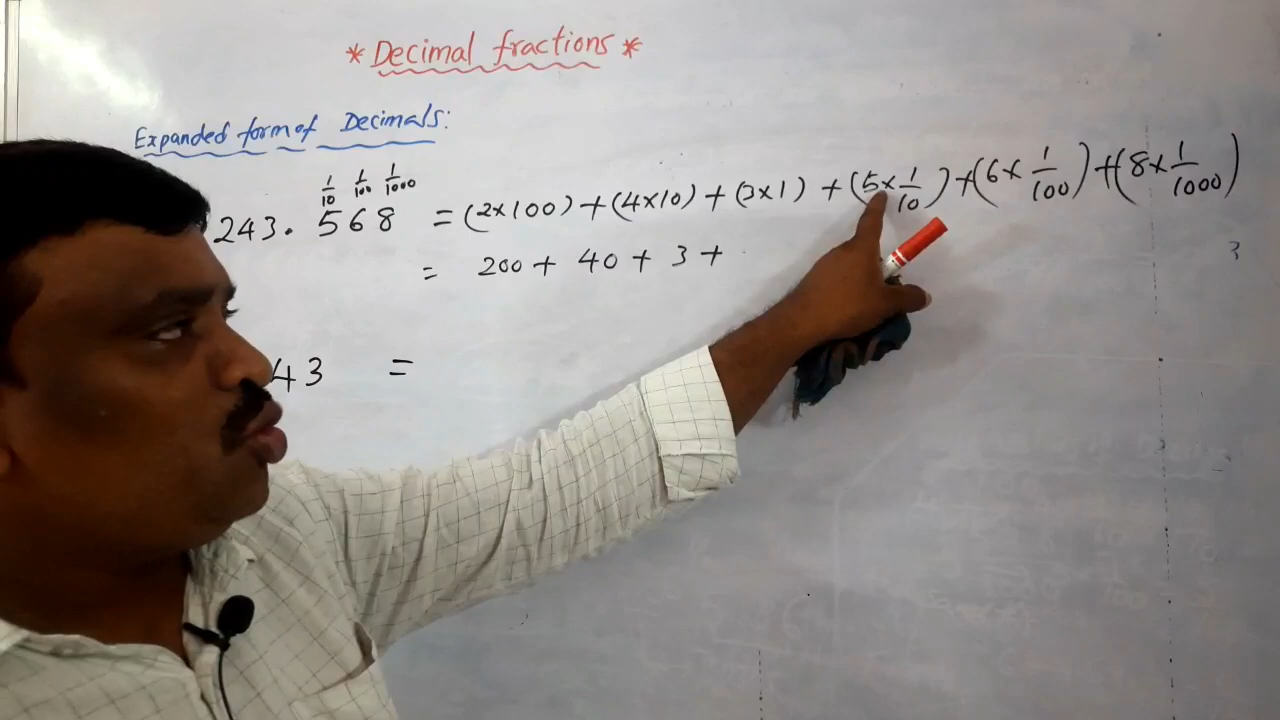 * Decimal fractions *
Expanded form of Decimals:
1/10 1/100 1/1000
243.568 = (2×100) + (4×10) + (3×1) + (5×1/10) + (6×1/100) + (8×1/1000)
= 200 + 40 + 3 +
43 =